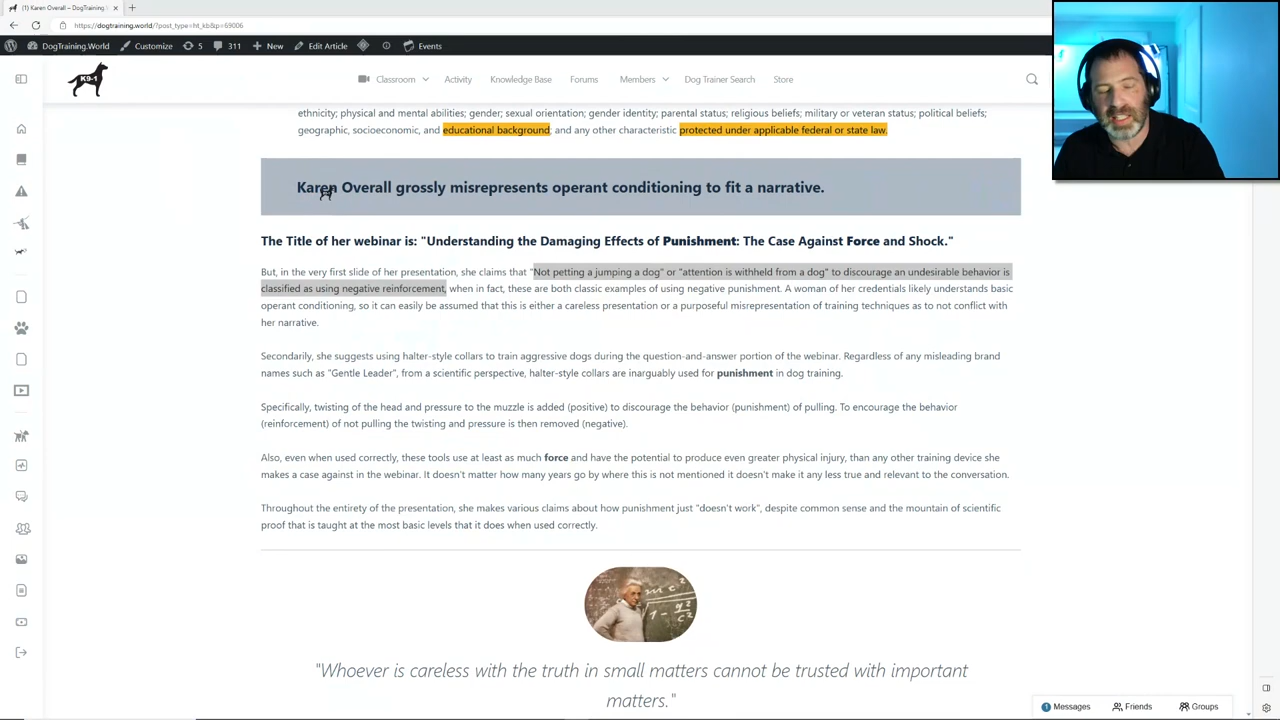 (1) Karen Overall – DogTraining
https://dogtraining.world/?post_type=ht_kb&p=69006
DogTraining.World
Customize
5
311
New
Edit Article
Events
K9-1
Classroom
Activity
Knowledge Base
Forums
Members
Dog Trainer Search
Store
ethnicity; physical and mental abilities; gender; sexual orientation; gender identity; parental status; religious beliefs; military or veteran status; political beliefs;
geographic, socioeconomic, and educational background; and any other characteristic protected under applicable federal or state law.
Karen Overall grossly misrepresents operant conditioning to fit a narrative.
The Title of her webinar is: "Understanding the Damaging Effects of Punishment: The Case Against Force and Shock."
But, in the very first slide of her presentation, she claims that "Not petting a jumping a dog" or "attention is withheld from a dog" to discourage an undesirable behavior is
classified as using negative reinforcement, when in fact, these are both classic examples of using negative punishment. A woman of her credentials likely understands basic
operant conditioning, so it can easily be assumed that this is either a careless presentation or a purposeful misrepresentation of training techniques as to not conflict with
her narrative.
Secondarily, she suggests using halter-style collars to train aggressive dogs during the question-and-answer portion of the webinar. Regardless of any misleading brand
names such as "Gentle Leader", from a scientific perspective, halter-style collars are inarguably used for punishment in dog training.
Specifically, twisting of the head and pressure to the muzzle is added (positive) to discourage the behavior (punishment) of pulling. To encourage the behavior
(reinforcement) of not pulling the twisting and pressure is then removed (negative).
Also, even when used correctly, these tools use at least as much force and have the potential to produce even greater physical injury, than any other training device she
makes a case against in the webinar. It doesn't matter how many years go by where this is not mentioned it doesn't make it any less true and relevant to the conversation.
Throughout the entirety of the presentation, she makes various claims about how punishment just "doesn't work", despite common sense and the mountain of scientific
proof that is taught at the most basic levels that it does when used correctly.
"Whoever is careless with the truth in small matters cannot be trusted with important
matters."
1 Messages
Friends
Groups